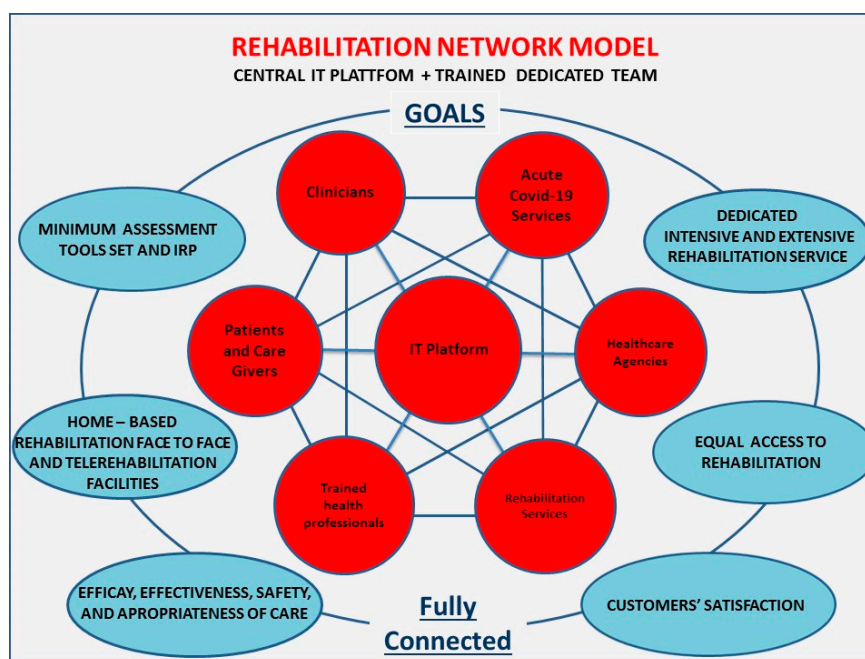 REHABILITATION NETWORK MODEL
CENTRAL IT PLATTFOM + TRAINED DEDICATED TEAM
GOALS
Clinicians
Acute
Covid-19
Services
MINIMUM ASSESSMENT
TOOLS SET AND IRP
DEDICATED
INTENSIVE AND EXTENSIVE
REHABILITATION SERVICE
Patients
and Care
Givers
IT Platform
Healthcare
Agencies
HOME – BASED
REHABILITATION FACE TO FACE
AND TELEREHABILITATION
FACILITIES
EQUAL ACCESS TO
REHABILITATION
Trained
health
professionals
Rehabilitation
Services
EFFICAY, EFFECTIVENESS, SAFETY,
AND APROPRIATENESS OF CARE
Fully
Connected
CUSTOMERS’ SATISFACTION